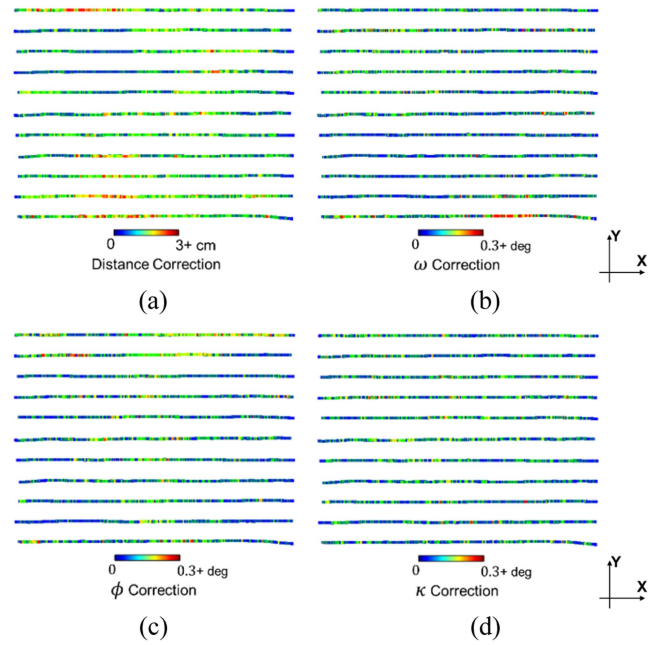 0 3+ cm
Distance Correction
(a)
0 0.3+ deg
ω Correction
(b)
Y
X
0 0.3+ deg
ϕ Correction
(c)
0 0.3+ deg
κ Correction
(d)
Y
X